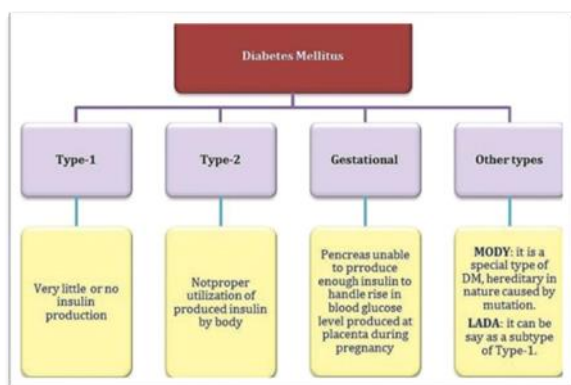 Diabetes Mellitus
Type-1
Type-2
Gestational
Other types
Very little or no
insulin
production
Notproper
utilization of
produced insulin
by body
Pencreas unable
to prroduce
enough insulin to
handle rise in
blood glucose
level produced at
placenta during
pregnancy
MODY: it is a
special type of
DM, hereditary in
nature caused by
mutation.
LADA: it can be
say as a subtype
of Type-1.